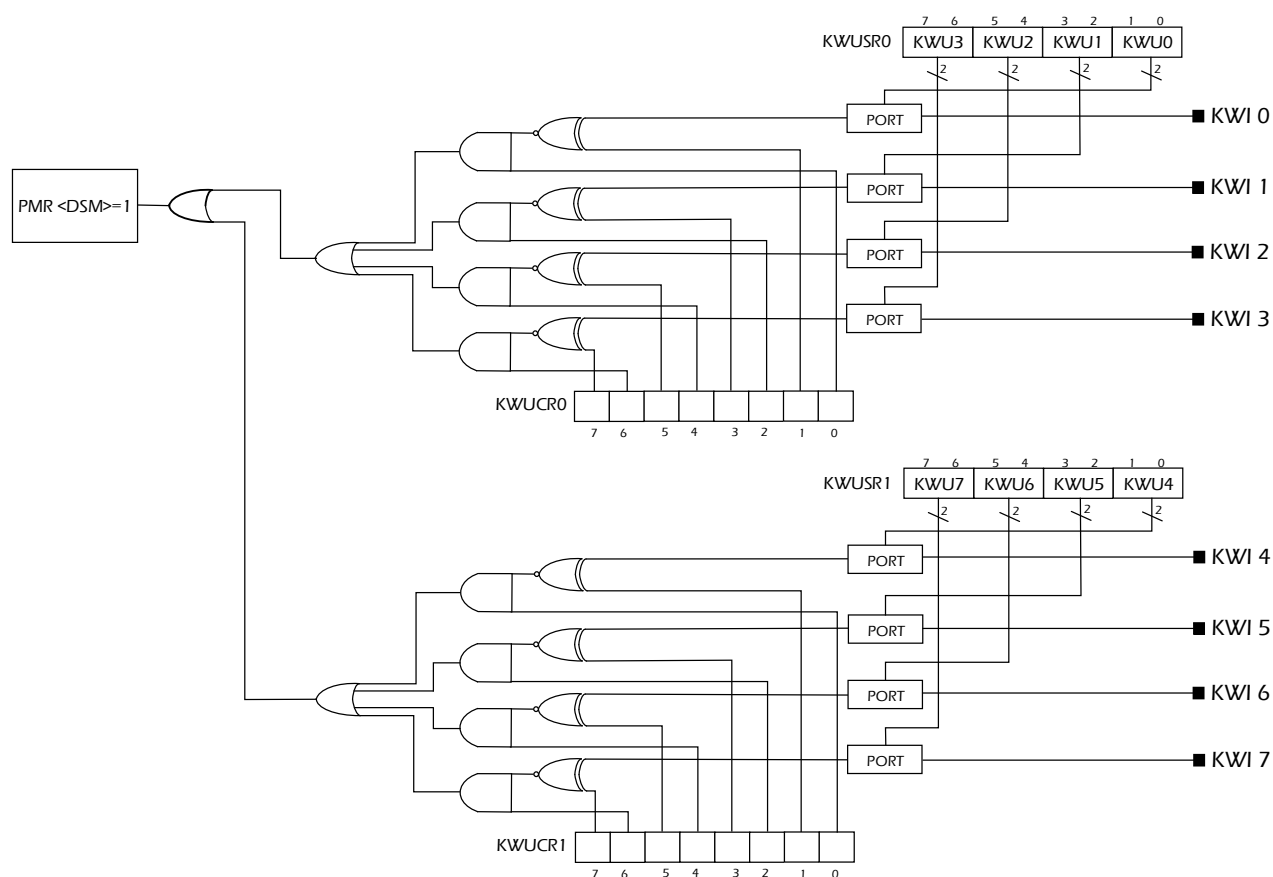 7 6 5 4 3 2 1 0
KWUSR0 KWU3 KWU2 KWU1 KWU0
2 2 2 2
PORT KWI 0
PORT KWI 1
PMR <DSM>=1
PORT KWI 2
PORT KWI 3
KWUCR0
7 6 5 4 3 2 1 0
7 6 5 4 3 2 1 0
KWUSR1 KWU7 KWU6 KWU5 KWU4
2 2 2 2
PORT KWI 4
PORT KWI 5
PORT KWI 6
PORT KWI 7
KWUCR1
7 6 5 4 3 2 1 0